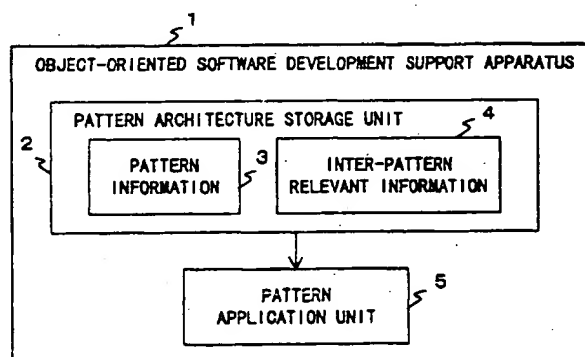 1
OBJECT-ORIENTED SOFTWARE DEVELOPMENT SUPPORT APPARATUS
PATTERN ARCHITECTURE STORAGE UNIT
4
2
PATTERN
INFORMATION
3
INTER-PATTERN
RELEVANT INFORMATION
PATTERN
APPLICATION UNIT
5